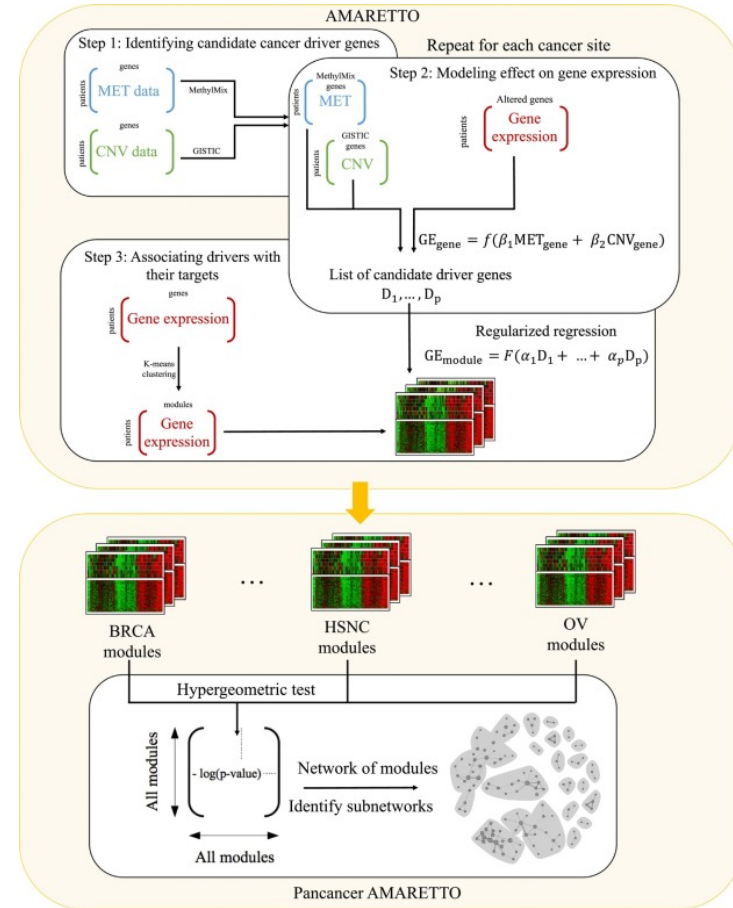 AMARETTO
Step 1: Identifying candidate cancer driver genes
genes
patients
MET data
MethylMix
genes
patients
CNV data
GISTIC
Repeat for each cancer site
Step 2: Modeling effect on gene expression
MethylMix
genes
patients
MET
GISTIC
genes
patients
CNV
Altered genes
patients
Gene
expression
GE_gene = f(β₁MET_gene + β₂CNV_gene)
List of candidate driver genes
D₁,…,Dₚ
Step 3: Associating drivers with
their targets
genes
patients
Gene expression
K-means
clustering
modules
patients
Gene
expression
Regularized regression
GE_module = F(α₁D₁ + … + αₚDₚ)
BRCA
modules
...
HSNC
modules
...
OV
modules
Hypergeometric test
All modules
- log(p-value)
All modules
Network of modules
Identify subnetworks
Pancancer AMARETTO